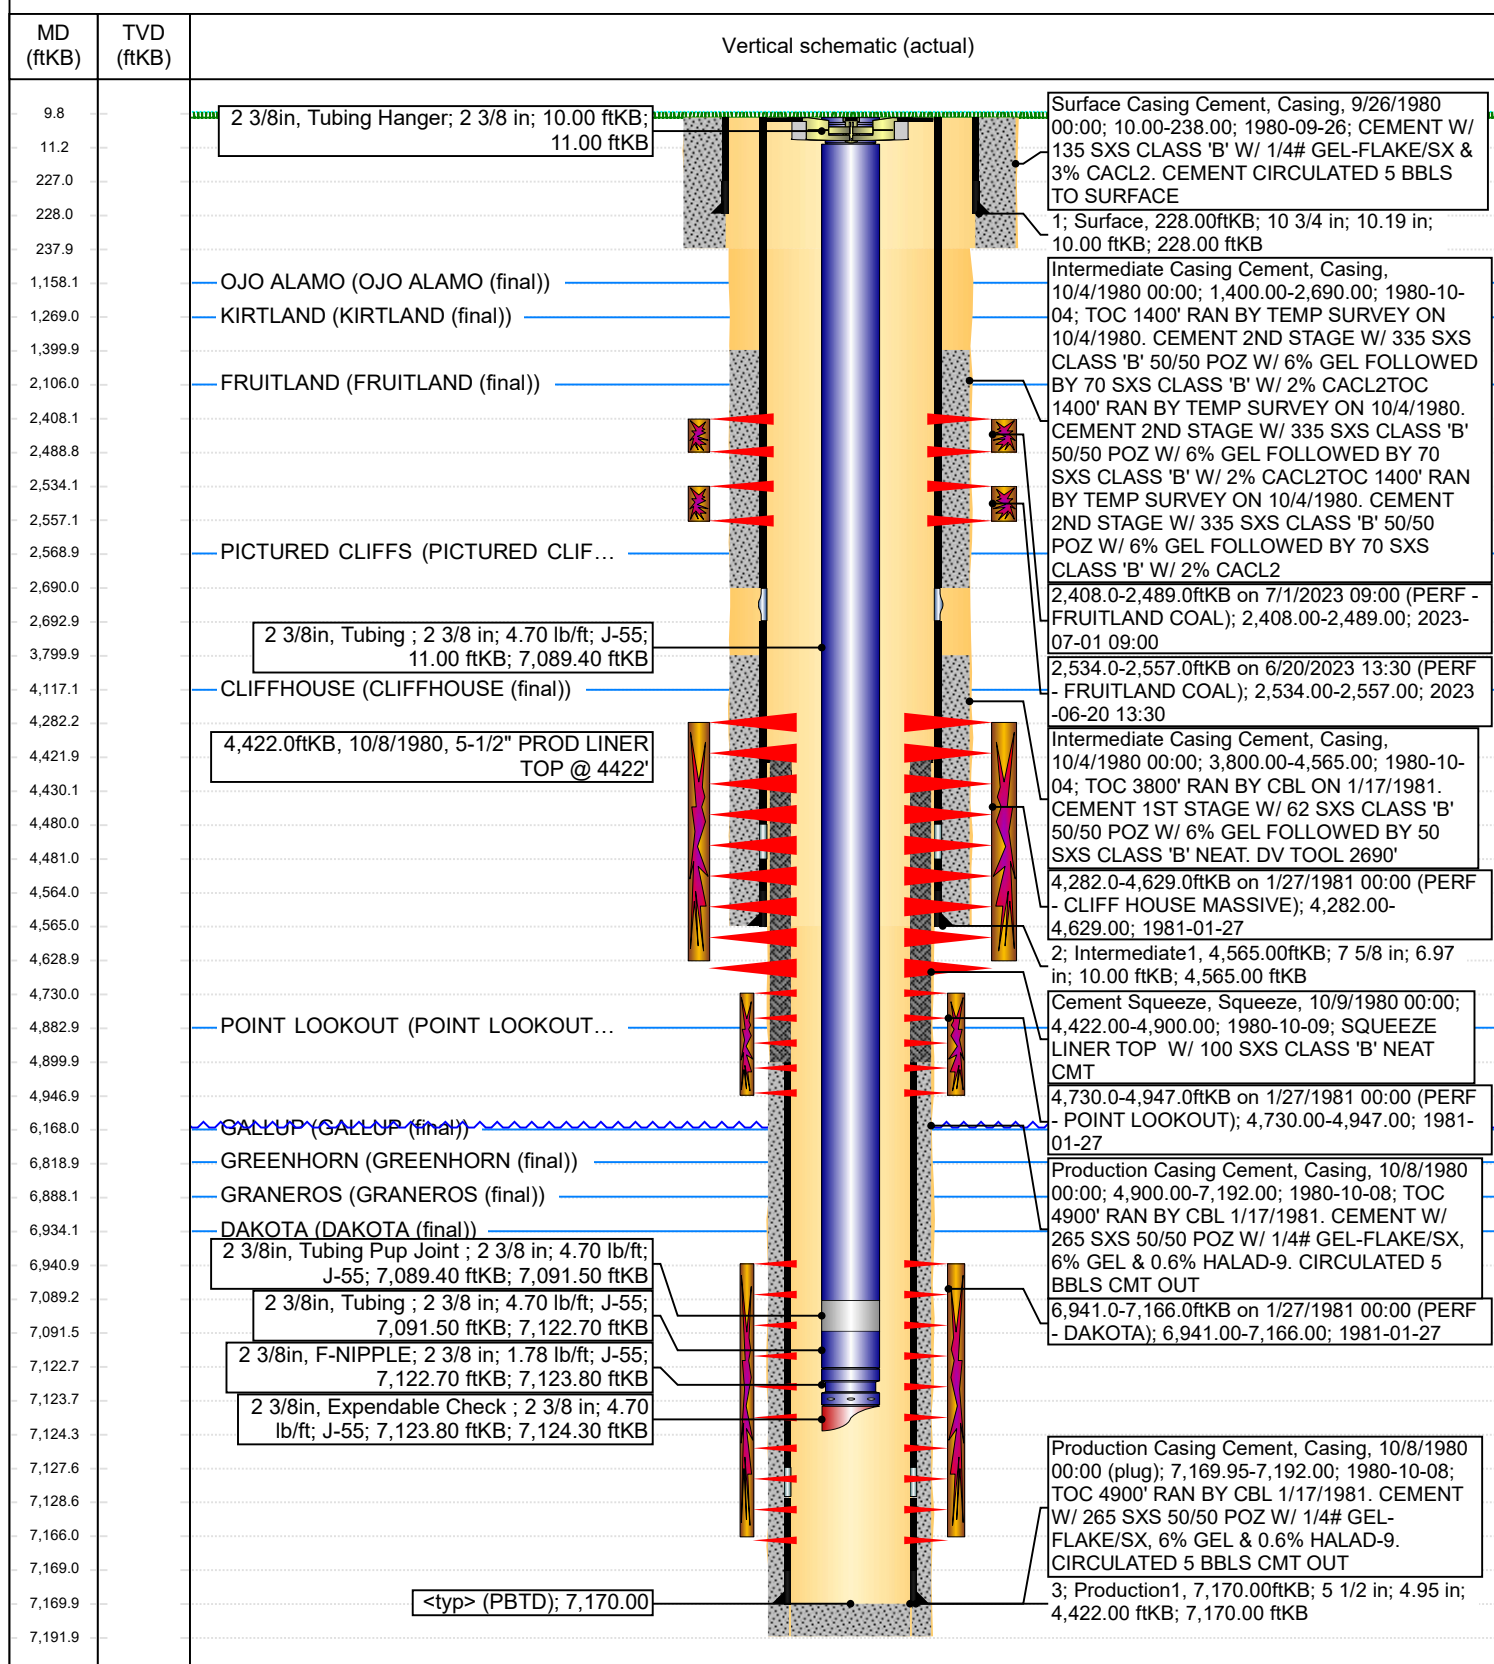 MD
(ftKB)
TVD
(ftKB)
Vertical schematic (actual)
9.8
11.2
227.0
228.0
237.9
1,158.1
1,269.0
1,399.9
2,106.0
2,408.1
2,488.8
2,534.1
2,557.1
2,568.9
2,690.0
2,692.9
3,799.9
4,117.1
4,282.2
4,421.9
4,430.1
4,480.0
4,481.0
4,564.0
4,565.0
4,628.9
4,730.0
4,882.9
4,899.9
4,946.9
6,168.0
6,818.9
6,888.1
6,934.1
6,940.9
7,089.2
7,091.5
7,122.7
7,123.7
7,124.3
7,127.6
7,128.6
7,166.0
7,169.0
7,169.9
7,191.9
2 3/8in, Tubing Hanger; 2 3/8 in; 10.00 ftKB;
11.00 ftKB
OJO ALAMO (OJO ALAMO (final))
KIRTLAND (KIRTLAND (final))
FRUITLAND (FRUITLAND (final))
PICTURED CLIFFS (PICTURED CLIF...
2 3/8in, Tubing ; 2 3/8 in; 4.70 lb/ft; J-55;
11.00 ftKB; 7,089.40 ftKB
CLIFFHOUSE (CLIFFHOUSE (final))
4,422.0ftKB, 10/8/1980, 5-1/2" PROD LINER
TOP @ 4422'
POINT LOOKOUT (POINT LOOKOUT...
GALLUP (GALLUP (final))
GREENHORN (GREENHORN (final))
GRANEROS (GRANEROS (final))
DAKOTA (DAKOTA (final))
2 3/8in, Tubing Pup Joint ; 2 3/8 in; 4.70 lb/ft;
J-55; 7,089.40 ftKB; 7,091.50 ftKB
2 3/8in, Tubing ; 2 3/8 in; 4.70 lb/ft; J-55;
7,091.50 ftKB; 7,122.70 ftKB
2 3/8in, F-NIPPLE; 2 3/8 in; 1.78 lb/ft; J-55;
7,122.70 ftKB; 7,123.80 ftKB
2 3/8in, Expendable Check ; 2 3/8 in; 4.70
lb/ft; J-55; 7,123.80 ftKB; 7,124.30 ftKB
<typ> (PBTD); 7,170.00
Surface Casing Cement, Casing, 9/26/1980
00:00; 10.00-238.00; 1980-09-26; CEMENT W/
135 SXS CLASS 'B' W/ 1/4# GEL-FLAKE/SX &
3% CACL2. CEMENT CIRCULATED 5 BBLS
TO SURFACE
1; Surface, 228.00ftKB; 10 3/4 in; 10.19 in;
10.00 ftKB; 228.00 ftKB
Intermediate Casing Cement, Casing,
10/4/1980 00:00; 1,400.00-2,690.00; 1980-10-
04; TOC 1400' RAN BY TEMP SURVEY ON
10/4/1980. CEMENT 2ND STAGE W/ 335 SXS
CLASS 'B' 50/50 POZ W/ 6% GEL FOLLOWED
BY 70 SXS CLASS 'B' W/ 2% CACL2TOC
1400' RAN BY TEMP SURVEY ON 10/4/1980.
CEMENT 2ND STAGE W/ 335 SXS CLASS 'B'
50/50 POZ W/ 6% GEL FOLLOWED BY 70
SXS CLASS 'B' W/ 2% CACL2TOC 1400' RAN
BY TEMP SURVEY ON 10/4/1980. CEMENT
2ND STAGE W/ 335 SXS CLASS 'B' 50/50
POZ W/ 6% GEL FOLLOWED BY 70 SXS
CLASS 'B' W/ 2% CACL2
2,408.0-2,489.0ftKB on 7/1/2023 09:00 (PERF -
FRUITLAND COAL); 2,408.00-2,489.00; 2023-
07-01 09:00
2,534.0-2,557.0ftKB on 6/20/2023 13:30 (PERF
- FRUITLAND COAL); 2,534.00-2,557.00; 2023
-06-20 13:30
Intermediate Casing Cement, Casing,
10/4/1980 00:00; 3,800.00-4,565.00; 1980-10-
04; TOC 3800' RAN BY CBL ON 1/17/1981.
CEMENT 1ST STAGE W/ 62 SXS CLASS 'B'
50/50 POZ W/ 6% GEL FOLLOWED BY 50
SXS CLASS 'B' NEAT. DV TOOL 2690'
4,282.0-4,629.0ftKB on 1/27/1981 00:00 (PERF
- CLIFF HOUSE MASSIVE); 4,282.00-
4,629.00; 1981-01-27
2; Intermediate1, 4,565.00ftKB; 7 5/8 in; 6.97
in; 10.00 ftKB; 4,565.00 ftKB
Cement Squeeze, Squeeze, 10/9/1980 00:00;
4,422.00-4,900.00; 1980-10-09; SQUEEZE
LINER TOP  W/ 100 SXS CLASS 'B' NEAT
CMT
4,730.0-4,947.0ftKB on 1/27/1981 00:00 (PERF
- POINT LOOKOUT); 4,730.00-4,947.00; 1981-
01-27
Production Casing Cement, Casing, 10/8/1980
00:00; 4,900.00-7,192.00; 1980-10-08; TOC
4900' RAN BY CBL 1/17/1981. CEMENT W/
265 SXS 50/50 POZ W/ 1/4# GEL-FLAKE/SX,
6% GEL & 0.6% HALAD-9. CIRCULATED 5
BBLS CMT OUT
6,941.0-7,166.0ftKB on 1/27/1981 00:00 (PERF
- DAKOTA); 6,941.00-7,166.00; 1981-01-27
Production Casing Cement, Casing, 10/8/1980
00:00 (plug); 7,169.95-7,192.00; 1980-10-08;
TOC 4900' RAN BY CBL 1/17/1981. CEMENT
W/ 265 SXS 50/50 POZ W/ 1/4# GEL-
FLAKE/SX, 6% GEL & 0.6% HALAD-9.
CIRCULATED 5 BBLS CMT OUT
3; Production1, 7,170.00ftKB; 5 1/2 in; 4.95 in;
4,422.00 ftKB; 7,170.00 ftKB